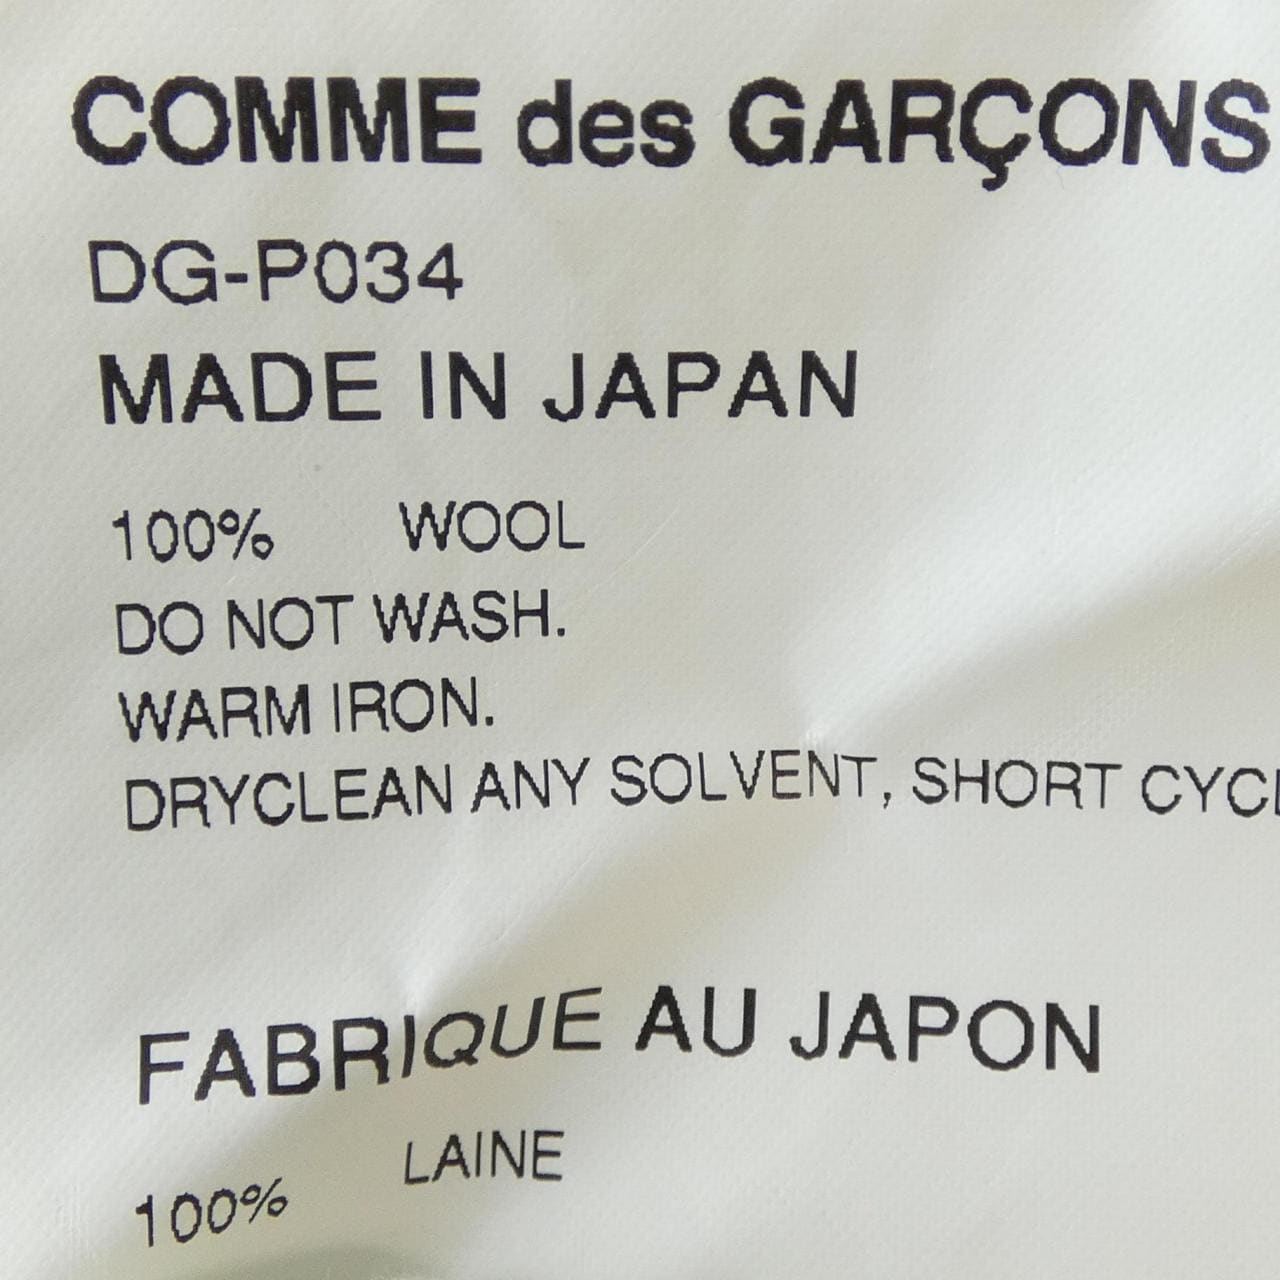 COMME des GARÇONS
DG-P034
MADE IN JAPAN
100% WOOL
DO NOT WASH.
WARM IRON.
DRYCLEAN ANY SOLVENT, SHORT CYCL
FABRIQUE AU JAPON
100% LAINE